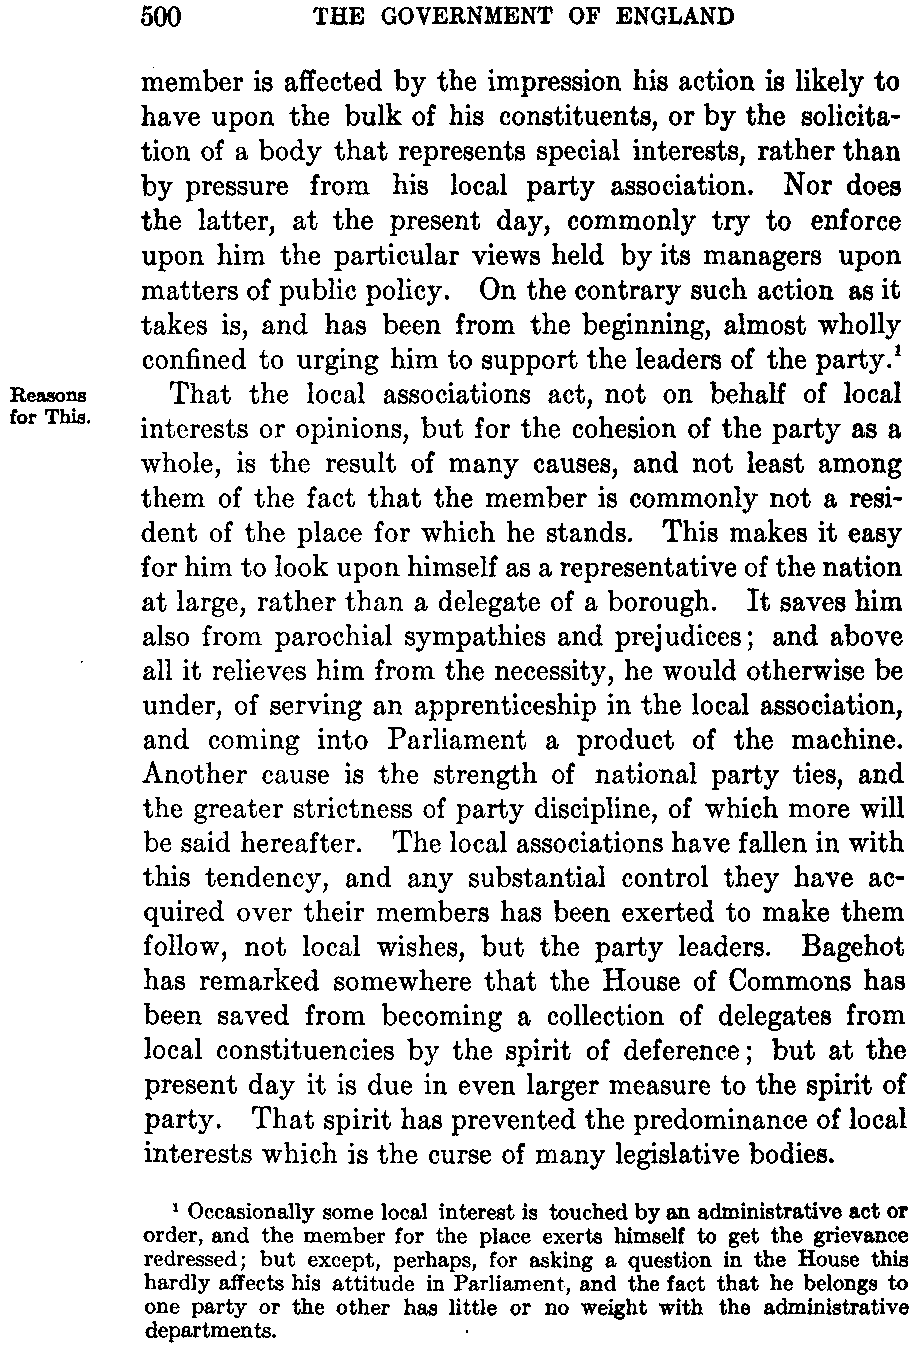 500 THE GOVERNMENT OF ENGLAND
member is affected by the impression his action is likely to
have upon the bulk of his constituents, or by the solicita-
tion of a body that represents special interests, rather than
by pressure from his local party association. Nor does
the latter, at the present day, commonly try to enforce
upon him the particular views held by its managers upon
matters of public policy. On the contrary such action as it
takes is, and has been from the beginning, almost wholly
confined to urging him to support the leaders of the party.¹
Reasons
for This.
That the local associations act, not on behalf of local
interests or opinions, but for the cohesion of the party as a
whole, is the result of many causes, and not least among
them of the fact that the member is commonly not a resi-
dent of the place for which he stands. This makes it easy
for him to look upon himself as a representative of the nation
at large, rather than a delegate of a borough. It saves him
also from parochial sympathies and prejudices; and above
all it relieves him from the necessity, he would otherwise be
under, of serving an apprenticeship in the local association,
and coming into Parliament a product of the machine.
Another cause is the strength of national party ties, and
the greater strictness of party discipline, of which more will
be said hereafter. The local associations have fallen in with
this tendency, and any substantial control they have ac-
quired over their members has been exerted to make them
follow, not local wishes, but the party leaders. Bagehot
has remarked somewhere that the House of Commons has
been saved from becoming a collection of delegates from
local constituencies by the spirit of deference; but at the
present day it is due in even larger measure to the spirit of
party. That spirit has prevented the predominance of local
interests which is the curse of many legislative bodies.
¹ Occasionally some local interest is touched by an administrative act or
order, and the member for the place exerts himself to get the grievance
redressed; but except, perhaps, for asking a question in the House this
hardly affects his attitude in Parliament, and the fact that he belongs to
one party or the other has little or no weight with the administrative
departments.